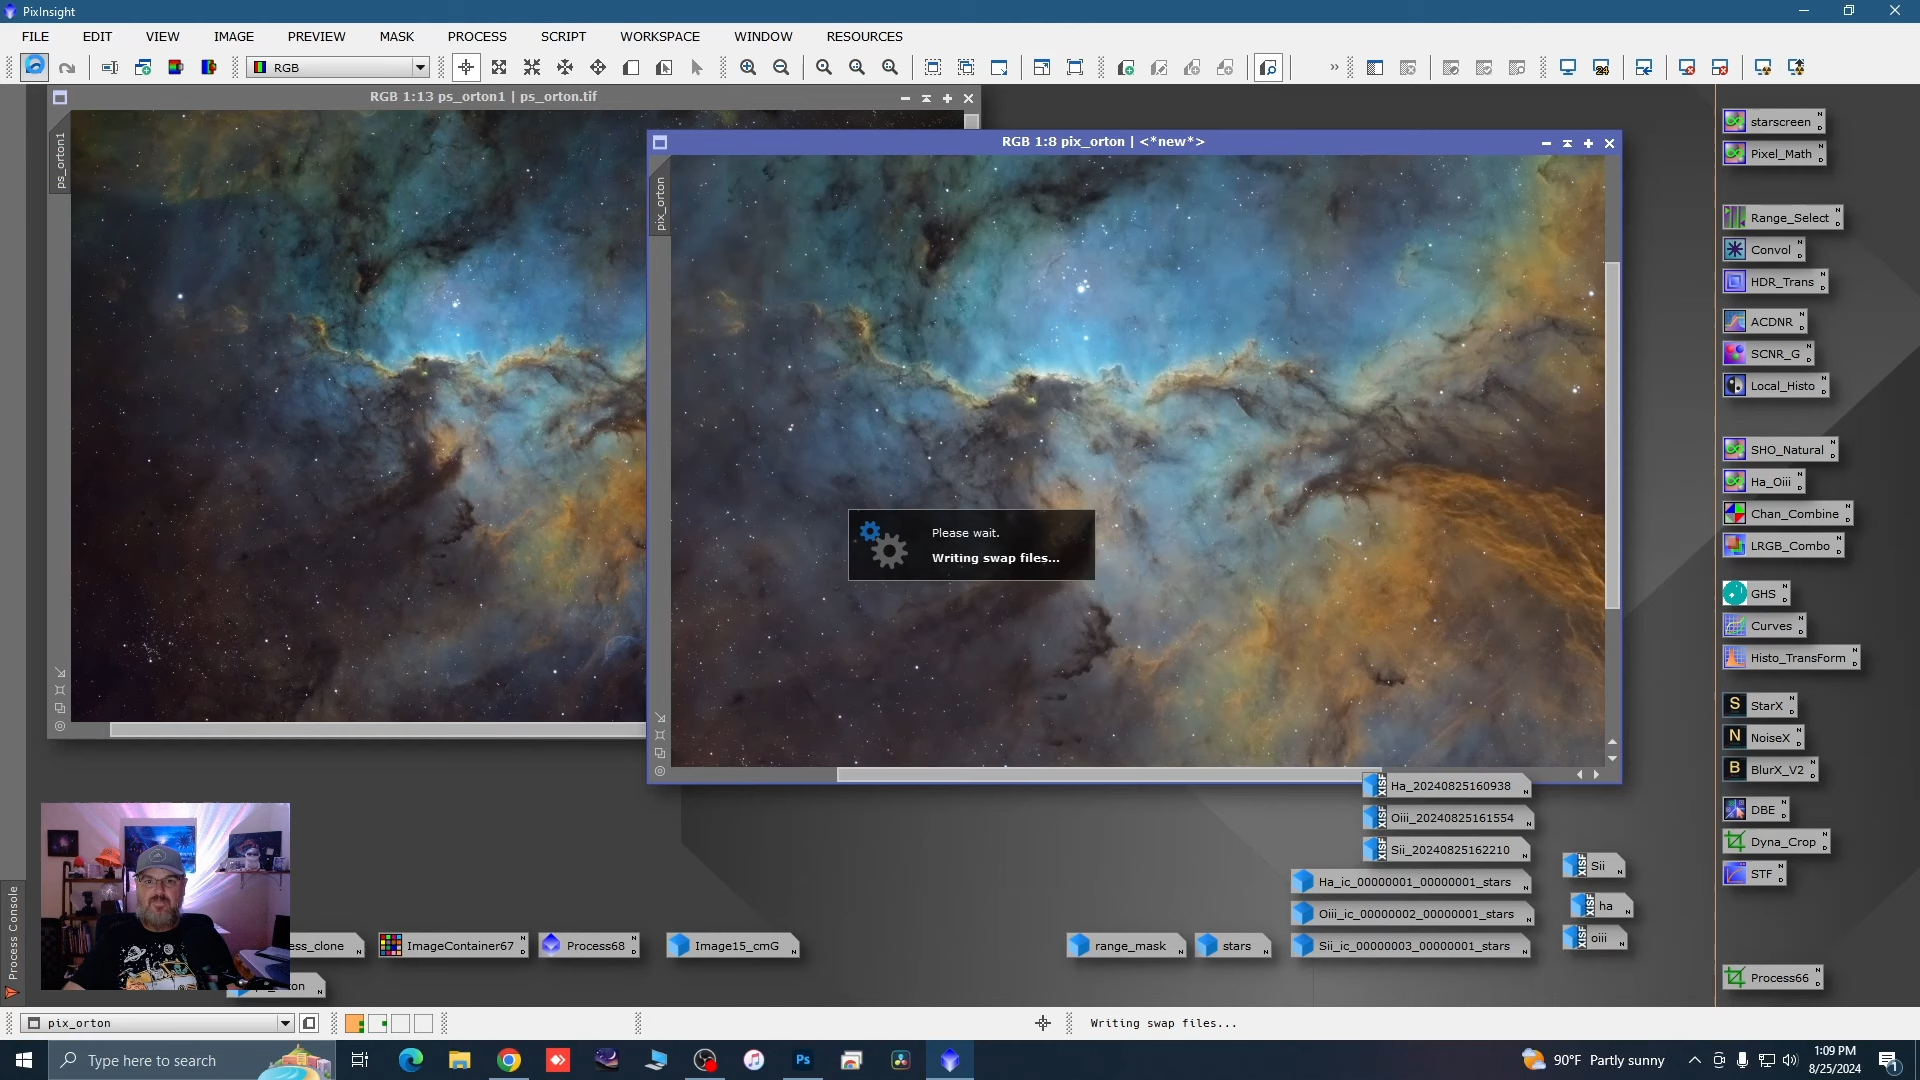 PixInsight
FILE EDIT VIEW IMAGE PREVIEW MASK PROCESS SCRIPT WORKSPACE WINDOW RESOURCES
RGB
24
RGB 1:13 ps_orton1 | ps_orton.tif
ps_orton1
RGB 1:8 pix_orton | <*new*>
pix_orton
Please wait.
Writing swap files...
starscreen
Pixel_Math
Range_Select
Convol
HDR_Trans
ACDNR
SCNR_G
Local_Histo
SHO_Natural
Ha_Oiii
Chan_Combine
LRGB_Combo
GHS
Curves
Histo_TransForm
StarX
NoiseX
BlurX_V2
DBE
Dyna_Crop
STF
Process66
Ha_20240825160938
Oiii_20240825161554
Sii_20240825162210
Ha_ic_00000001_00000001_stars
Oiii_ic_00000002_00000001_stars
Sii_ic_00000003_00000001_stars
Sii
ha
oiii
ess_clone
ImageContainer67
Process68
Image15_cmG
range_mask
stars
Process Console
pix_orton
Writing swap files...
Type here to search
90°F Partly sunny
1:09 PM
8/25/2024